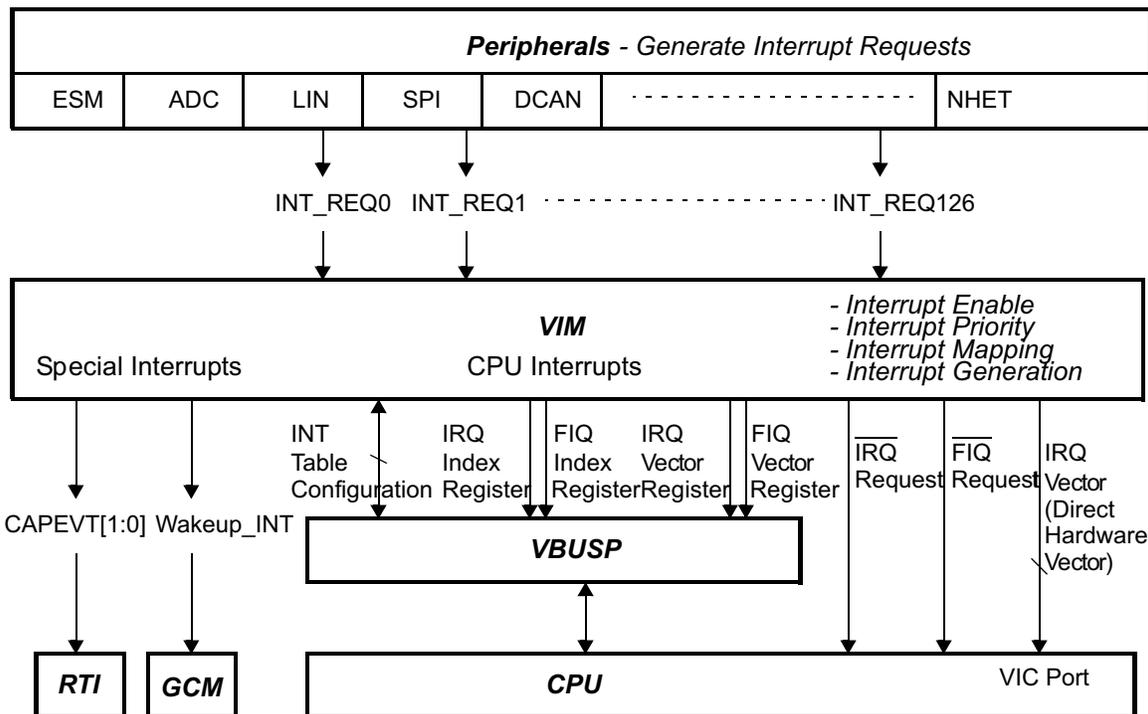 Peripherals - Generate Interrupt Requests
ESM ADC LIN SPI DCAN NHET
INT_REQ0 INT_REQ1 INT_REQ126
VIM
- Interrupt Enable
- Interrupt Priority
- Interrupt Mapping
- Interrupt Generation
Special Interrupts
CPU Interrupts
INT
Table
Configuration
IRQ
Index
Register
FIQ
Index
Register
IRQ
Vector
Register
FIQ
Vector
Register
IRQ
Request
FIQ
Request
IRQ
Vector
(Direct
Hardware
Vector)
CAPEVT[1:0] Wakeup_INT
VBUSP
RTI
GCM
CPU
VIC Port